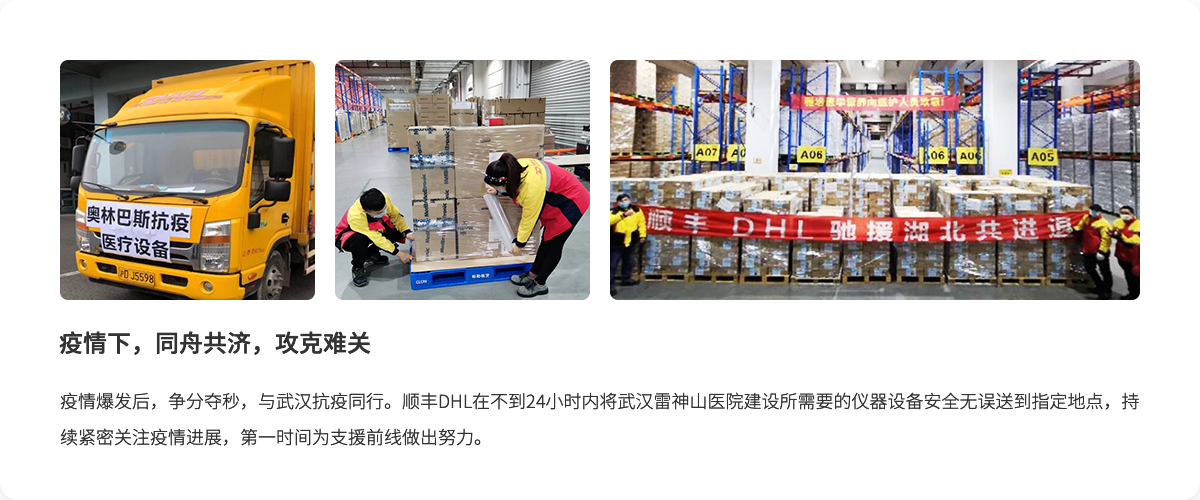 奥林巴斯抗疫
医疗设备
沪D J5598
A07
A06
A06
A06
A05
顺丰 DHL 驰援湖北共进退
疫情下，同舟共济，攻克难关
疫情爆发后，争分夺秒，与武汉抗疫同行。顺丰DHL在不到24小时内将武汉雷神山医院建设所需要的仪器设备安全无误送到指定地点，持
续紧密关注疫情进展，第一时间为支援前线做出努力。